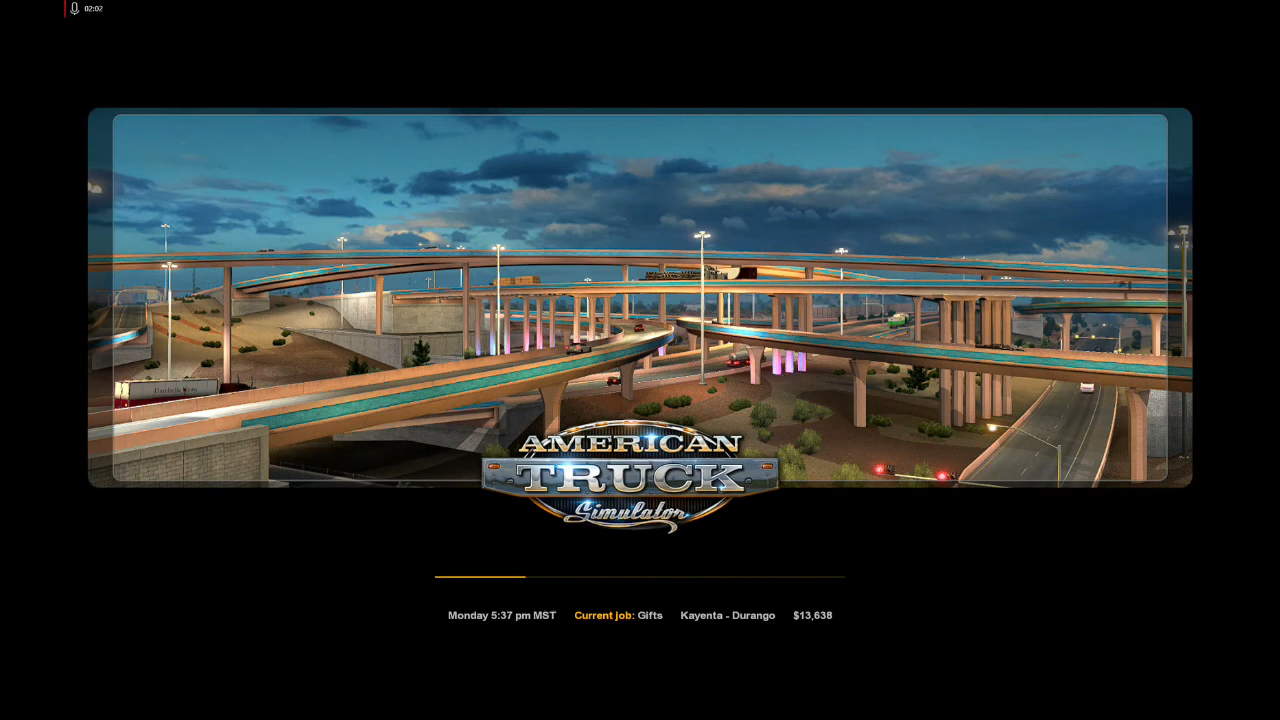 02:02
AMERICAN
TRUCK
Simulator
Monday 5:37 pm MST Current job: Gifts Kayenta - Durango $13,638